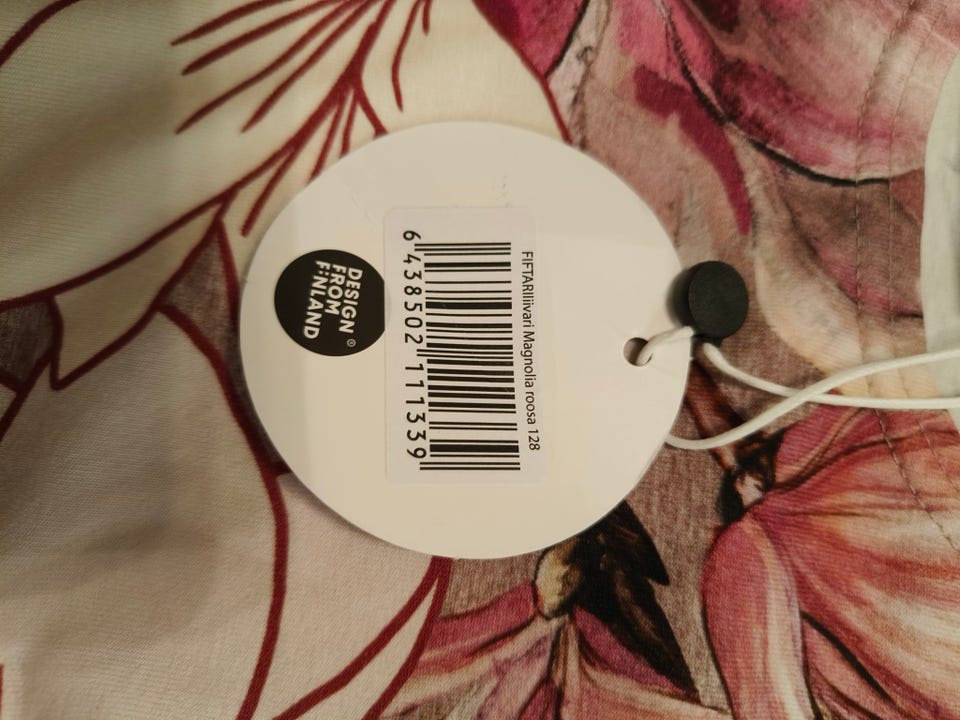 FIFTARIliivari Magnolia roosa 128
6 438502 111339
DESIGN
FROM
FINLAND ®